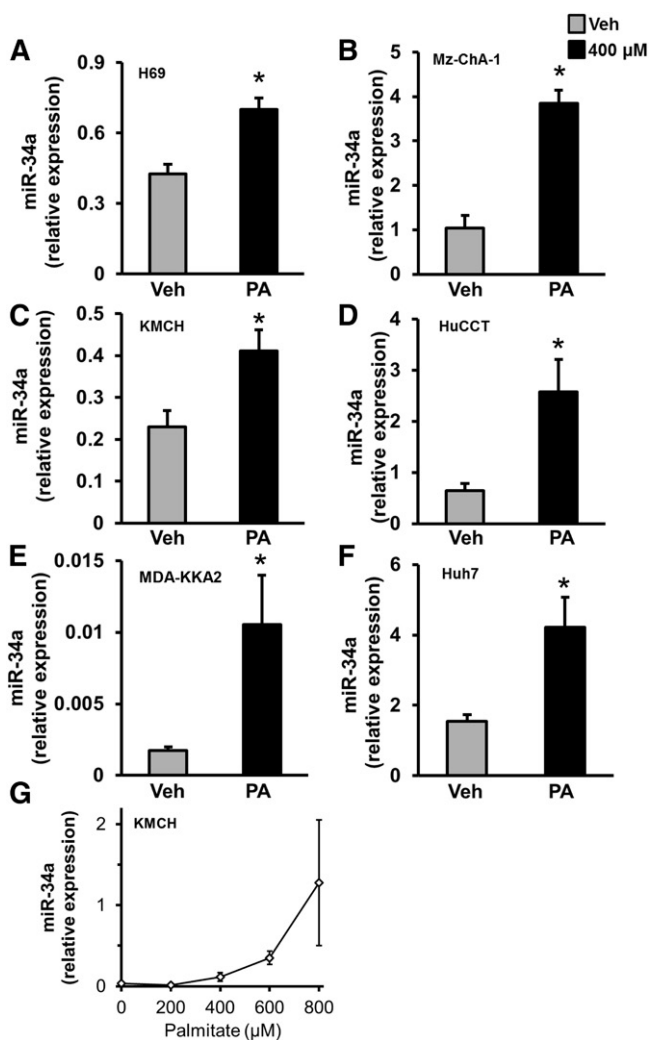 Veh
400 μM
A
H69
miR-34a
(relative expression)
0.9
0.6
0.3
0
*
Veh PA
B
Mz-ChA-1
miR-34a
(relative expression)
5
4
3
2
1
0
*
Veh PA
C
KMCH
miR-34a
(relative expression)
0.5
0.4
0.3
0.2
0.1
0
*
Veh PA
D
HuCCT
miR-34a
(relative expression)
4
3
2
1
0
*
Veh PA
E
MDA-KKA2
miR-34a
(relative expression)
0.015
0.01
0.005
0
*
Veh PA
F
Huh7
miR-34a
(relative expression)
6
4
2
0
*
Veh PA
G
KMCH
miR-34a
(relative expression)
2
1
0
0 200 400 600 800
Palmitate (μM)